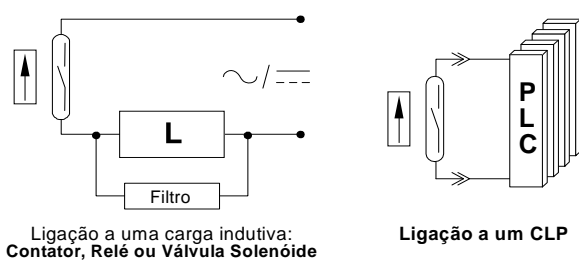 L
Filtro
Ligação a uma carga indutiva:
Contator, Relé ou Válvula Solenóide
P
L
C
Ligação a um CLP